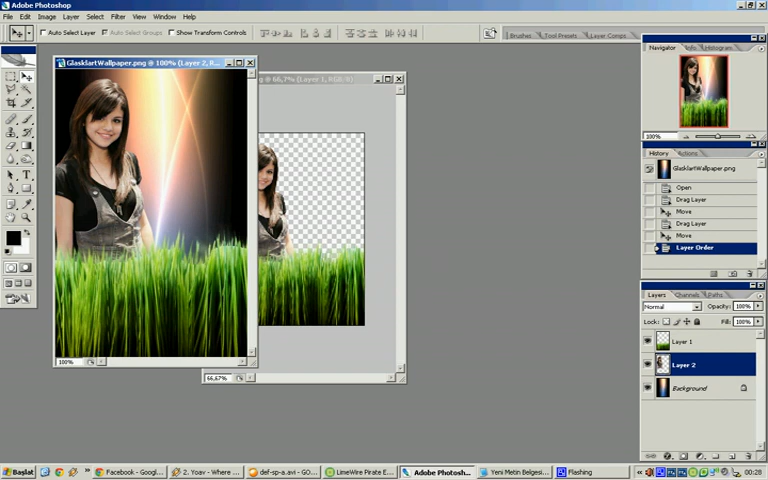 Adobe Photoshop
File Edit Image Layer Select Filter View Window Help
Auto Select Layer Auto Select Groups Show Transform Controls
Brushes Tool Presets Layer Comps
GlasklartWallpaper.png @ 100% (Layer 2, R...
@ 66,7% (Layer 1, RGB/8)
100%
66,67%
Navigator Info Histogram
100%
History Actions
GlasklartWallpaper.png
Open
Drag Layer
Move
Drag Layer
Move
Layer Order
Layers Channels Paths
Normal Opacity: 100%
Lock: Fill: 100%
Layer 1
Layer 2
Background
Başlat
Facebook - Googl...
2. Yoav - Where ...
def-sp-a.avi - GO...
LimeWire Pirate E...
Adobe Photosh...
Yeni Metin Belgesi...
Flashing
00:28